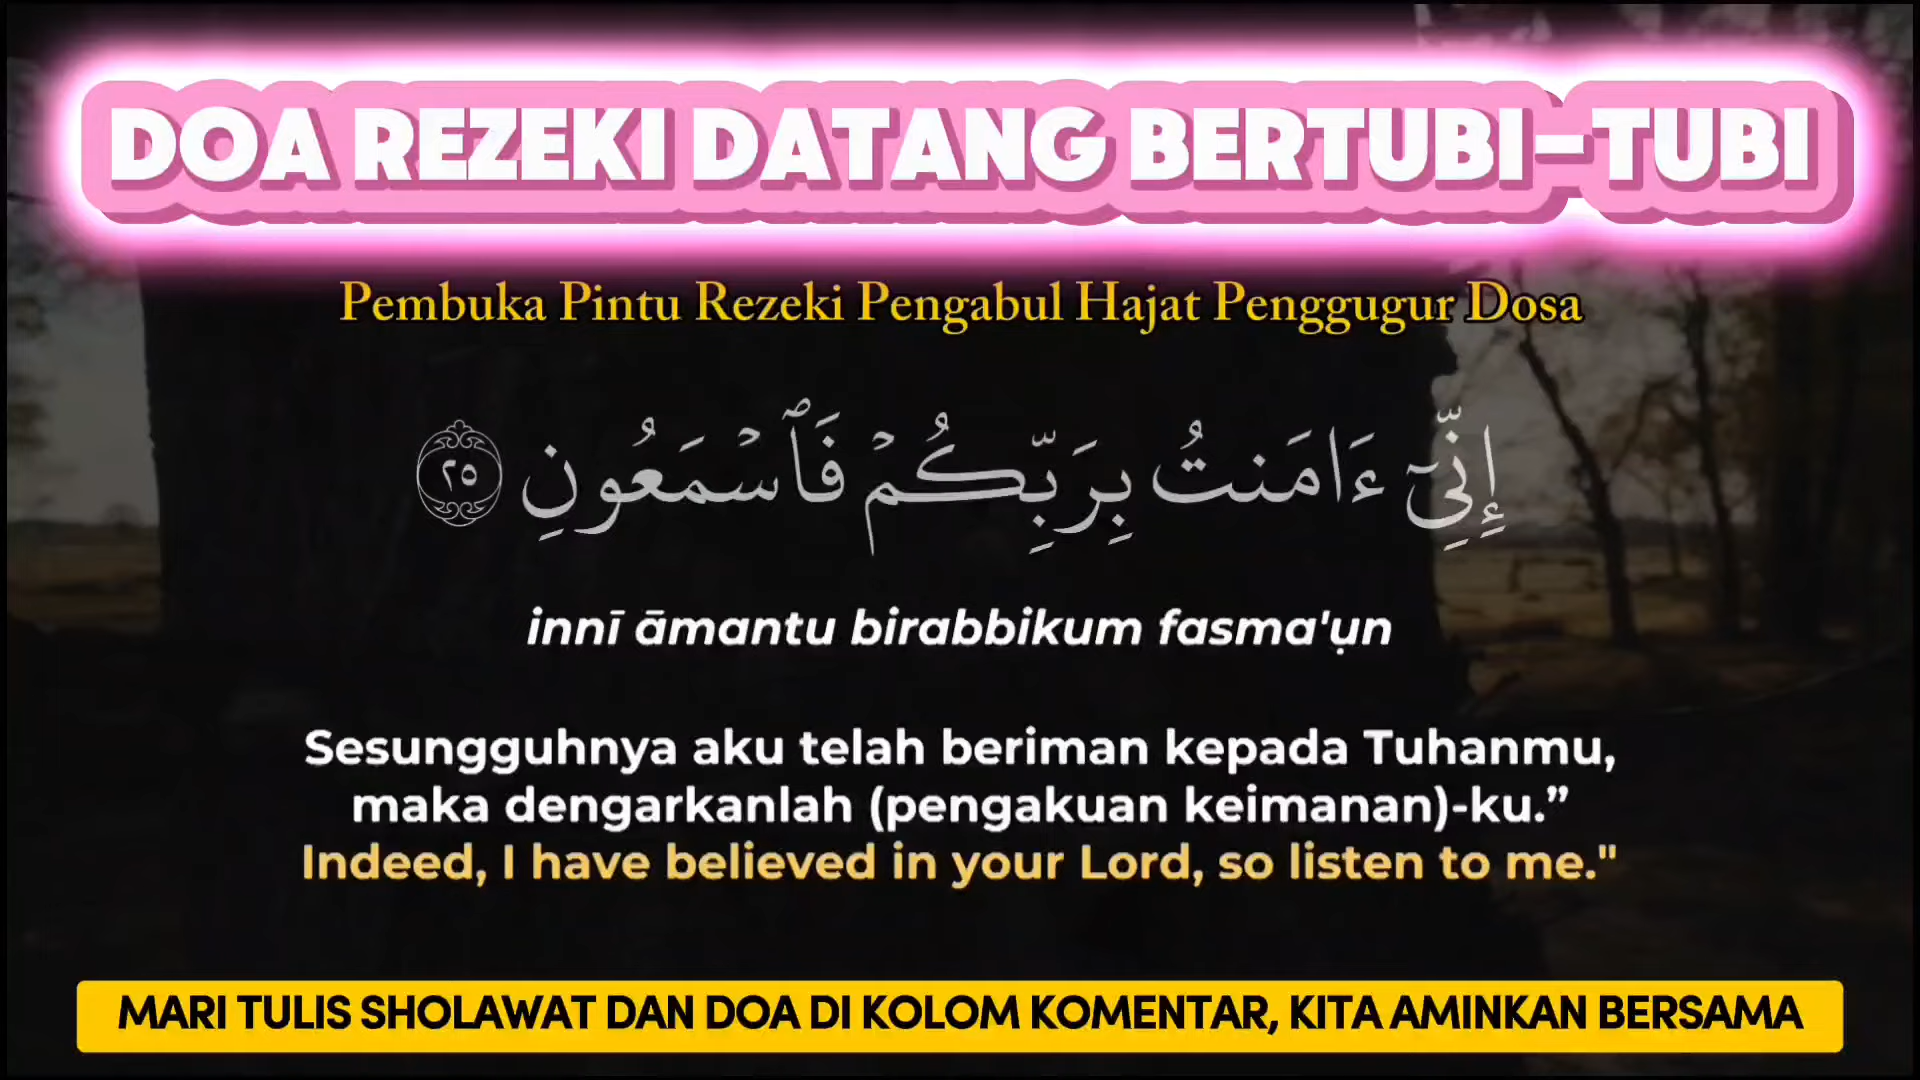 DOA REZEKI DATANG BERTUBI-TUBI
Pembuka Pintu Rezeki Pengabul Hajat Penggugur Dosa
إِنِّيٓ ءَامَنتُ بِرَبِّكُمۡ فَٱسۡمَعُونِ ٢٥
innī āmantu birabbikum fasma'ụn
Sesungguhnya aku telah beriman kepada Tuhanmu,
maka dengarkanlah (pengakuan keimanan)-ku.”
Indeed, I have believed in your Lord, so listen to me."
MARI TULIS SHOLAWAT DAN DOA DI KOLOM KOMENTAR, KITA AMINKAN BERSAMA